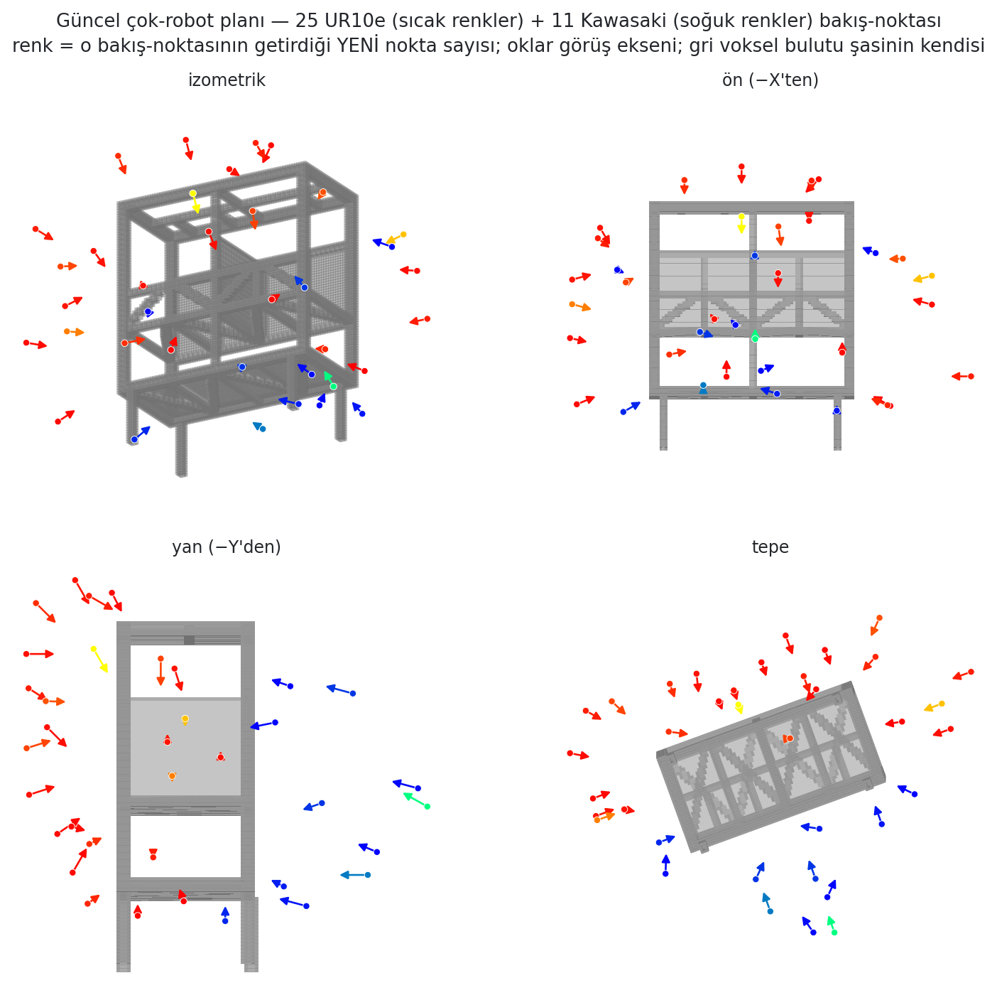 Güncel çok-robot planı — 25 UR10e (sıcak renkler) + 11 Kawasaki (soğuk renkler) bakış-noktası
renk = o bakış-noktasının getirdiği YENİ nokta sayısı; oklar görüş ekseni; gri voksel bulutu şasinin kendisi
izometrik
ön (−X'ten)
yan (−Y'den)
tepe